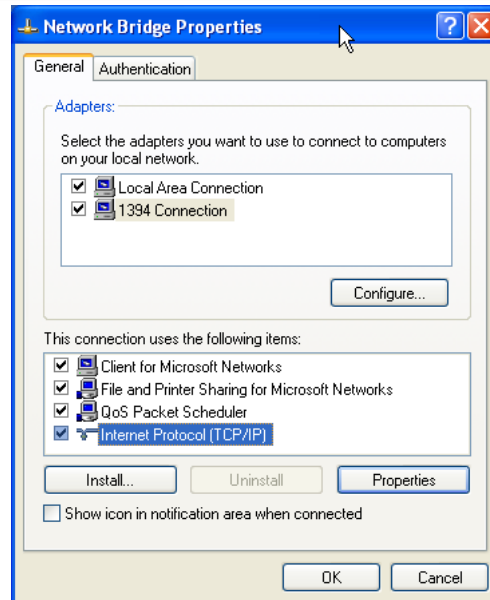 Network Bridge Properties
General
Authentication
Adapters:
Select the adapters you want to use to connect to computers
on your local network.
Local Area Connection
1394 Connection
Configure...
This connection uses the following items:
Client for Microsoft Networks
File and Printer Sharing for Microsoft Networks
QoS Packet Scheduler
Internet Protocol (TCP/IP)
Install...
Uninstall
Properties
Show icon in notification area when connected
OK
Cancel